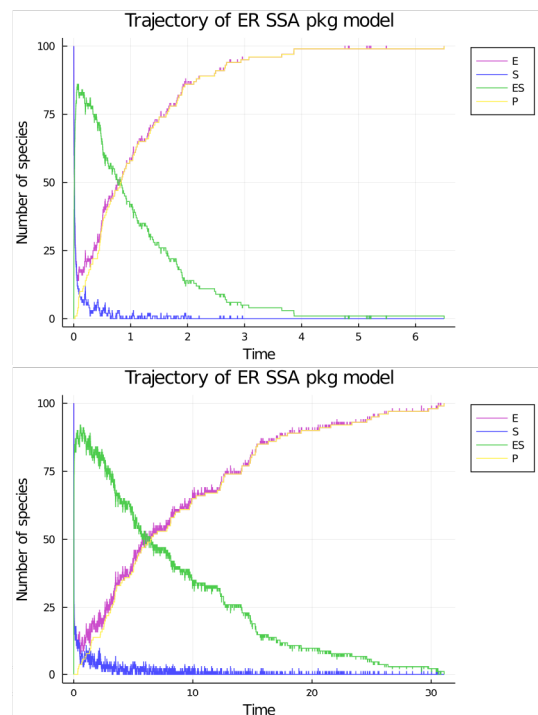 Trajectory of ER SSA pkg model
100
75
50
25
0
Number of species
0 1 2 3 4 5 6
Time
E
S
ES
P
Trajectory of ER SSA pkg model
100
75
50
25
0
Number of species
0 10 20 30
Time
E
S
ES
P